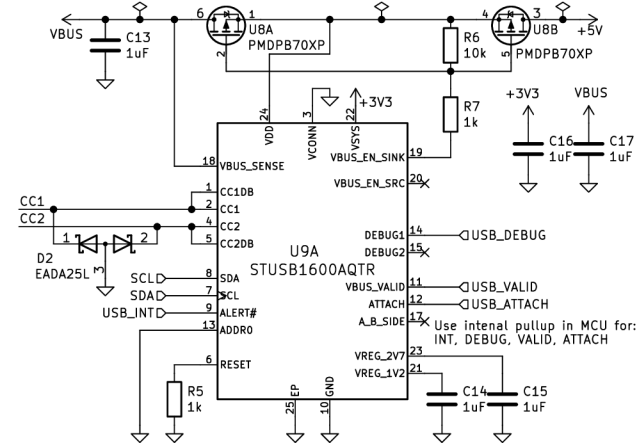 6
1
4
3
VBUS
C13
1uF
U8A
PMDPB70XP
2
R6
10k
U8B
PMDPB70XP
5
+5V
R7
1k
+3V3
VBUS
C16
1uF
C17
1uF
+3V3
24
3
22
VDD
VCONN
VSYS
18
VBUS_SENSE
VBUS_EN_SINK
19
VBUS_EN_SRC
20
CC1
CC2
1
CC1DB
2
CC1
4
CC2
5
CC2DB
1
2
3
D2
EADA25L
U9A
STUSB1600AQTR
DEBUG1
14
USB_DEBUG
DEBUG2
15
SCL
8
SDA
SDA
7
SCL
USB_INT
9
ALERT#
13
ADDR0
VBUS_VALID
11
USB_VALID
ATTACH
12
USB_ATTACH
A_B_SIDE
17
Use intenal pullup in MCU for:
INT, DEBUG, VALID, ATTACH
6
RESET
R5
1k
VREG_2V7
23
VREG_1V2
21
C14
1uF
C15
1uF
EP
GND
25
10